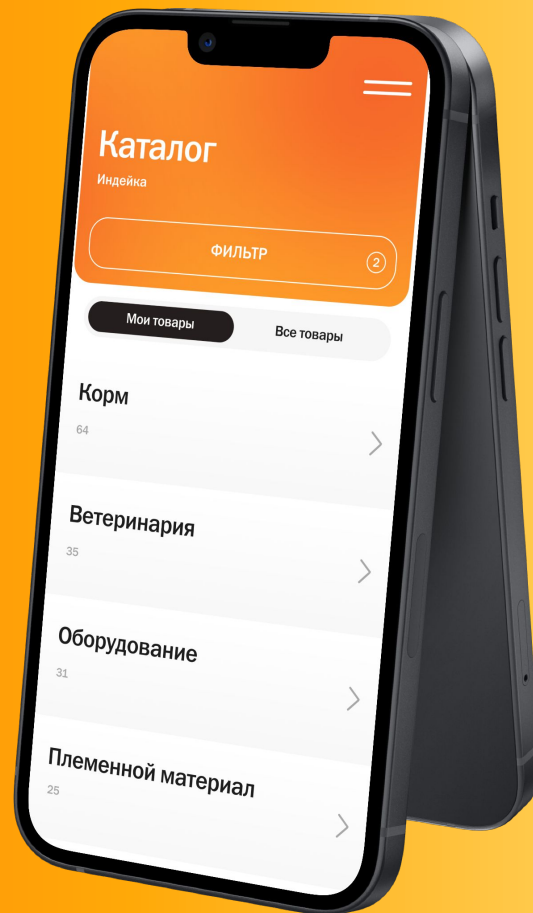 Каталог
Индейка
ФИЛЬТР
2
Мои товары
Все товары
Корм
64
Ветеринария
35
Оборудование
31
Племенной материал
25